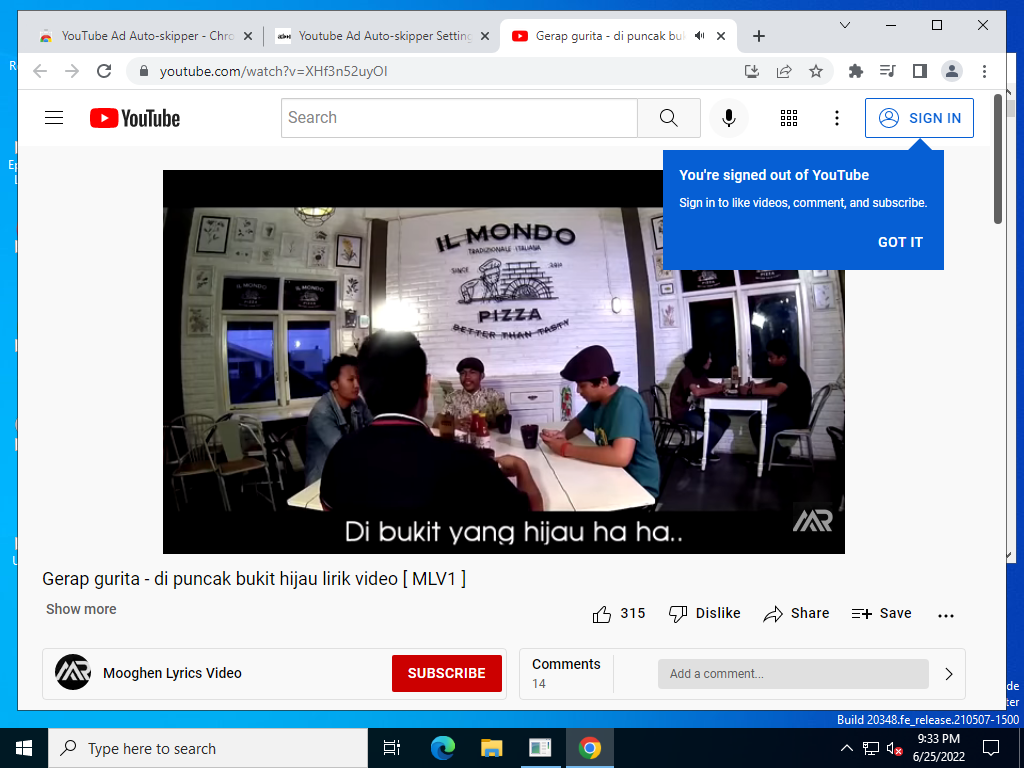 YouTube Ad Auto-skipper - Chro
Youtube Ad Auto-skipper Setting
Gerap gurita - di puncak buk
youtube.com/watch?v=XHf3n52uyOI
YouTube
Search
SIGN IN
You're signed out of YouTube
Sign in to like videos, comment, and subscribe.
GOT IT
IL MONDO
TRADIZIONALE ITALIANA
SINCE 2014
PIZZA
BETTER THAN TASTY
IL MONDO
PIZZA
Di bukit yang hijau ha ha..
MR
Gerap gurita - di puncak bukit hijau lirik video [ MLV1 ]
Show more
315
Dislike
Share
Save
Mooghen Lyrics Video
SUBSCRIBE
Comments
14
Add a comment...
Build 20348.fe_release.210507-1500
Type here to search
9:33 PM
6/25/2022